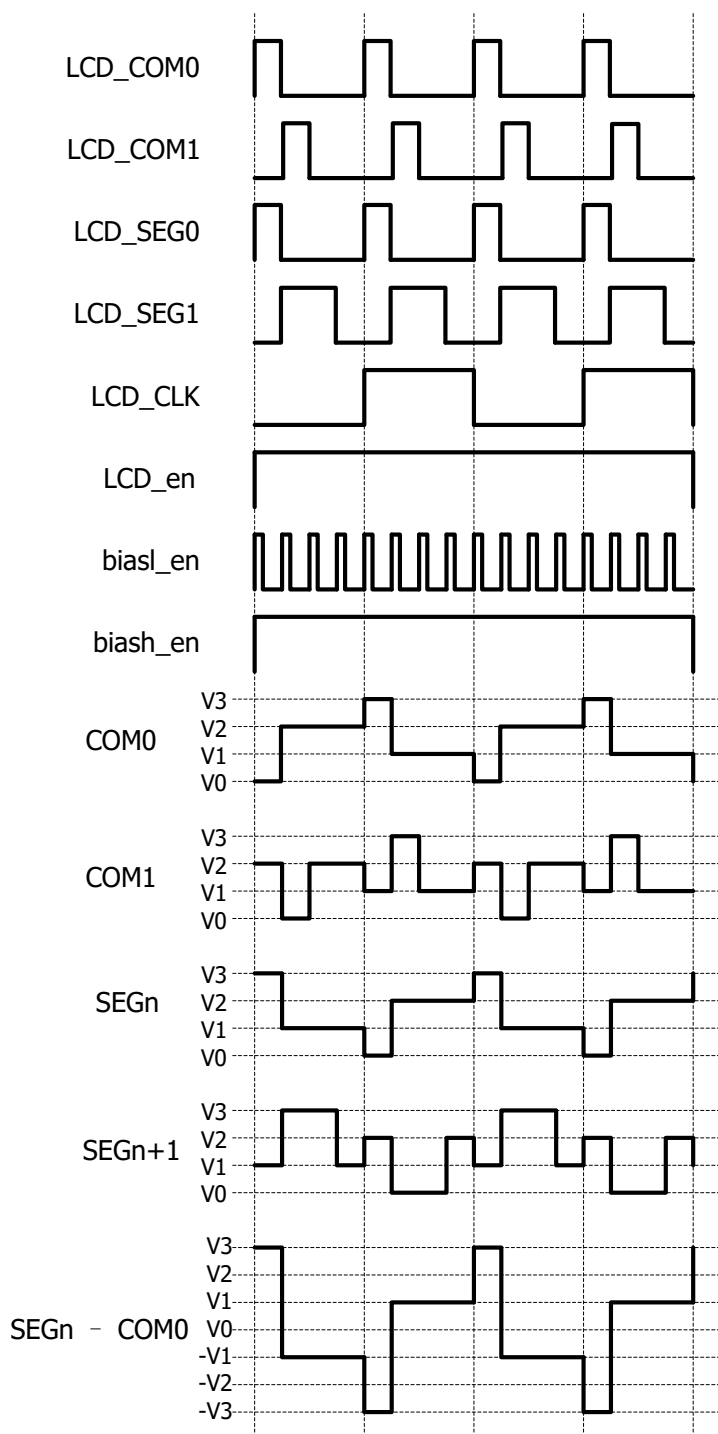 LCD_COM0
LCD_COM1
LCD_SEG0
LCD_SEG1
LCD_CLK
LCD_en
biasl_en
biash_en
V3
V2
COM0
V1
V0
V3
V2
COM1
V1
V0
V3
SEGn
V2
V1
V0
V3
V2
SEGn+1
V1
V0
V3
V2
V1
SEGn - COM0 V0
-V1
-V2
-V3